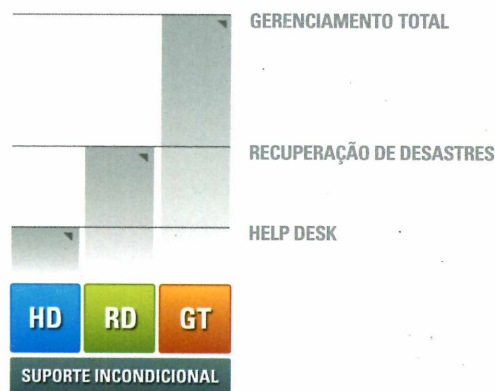 GERENCIAMENTO TOTAL
RECUPERAÇÃO DE DESASTRES
HELP DESK
HD RD GT
SUPORTE INCONDICIONAL